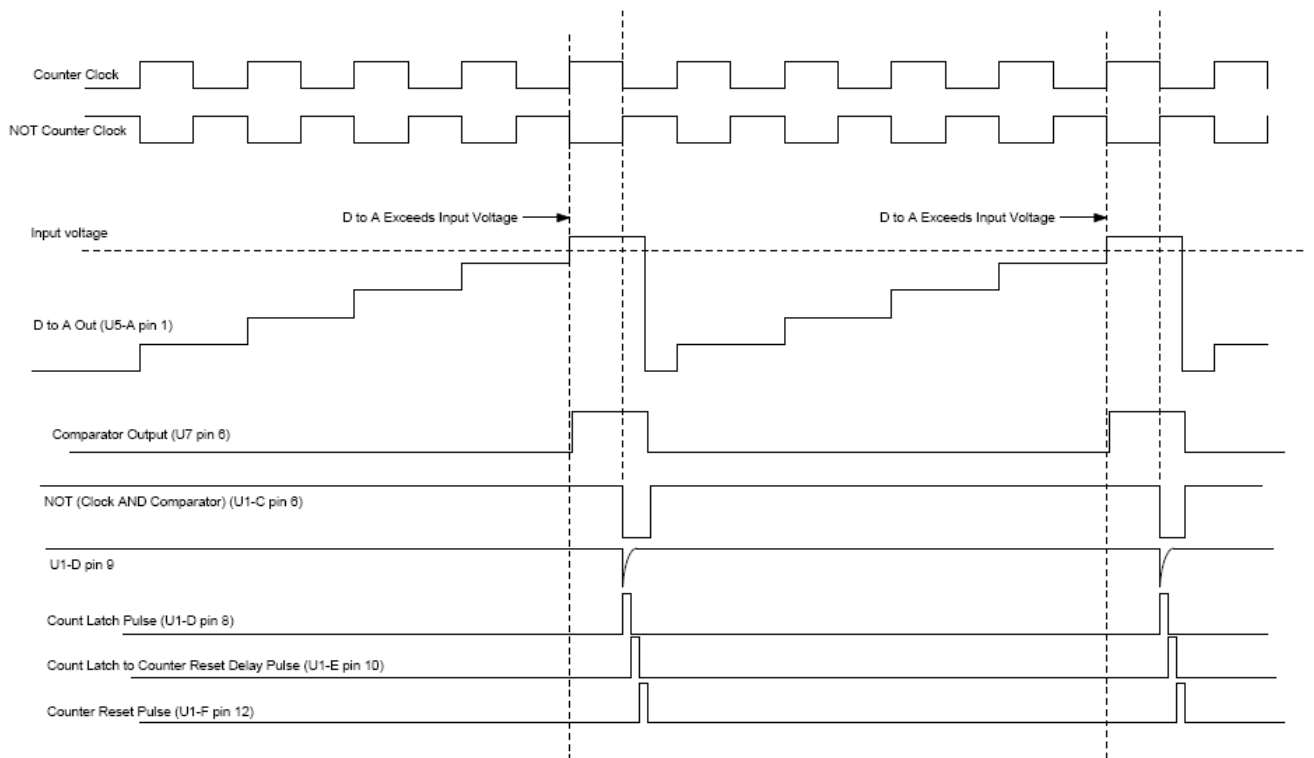 Counter Clock
NOT Counter Clock
D to A Exceeds Input Voltage
D to A Exceeds Input Voltage
Input voltage
D to A Out (U5-A pin 1)
Comparator Output (U7 pin 6)
NOT (Clock AND Comparator) (U1-C pin 6)
U1-D pin 9
Count Latch Pulse (U1-D pin 8)
Count Latch to Counter Reset Delay Pulse (U1-E pin 10)
Counter Reset Pulse (U1-F pin 12)